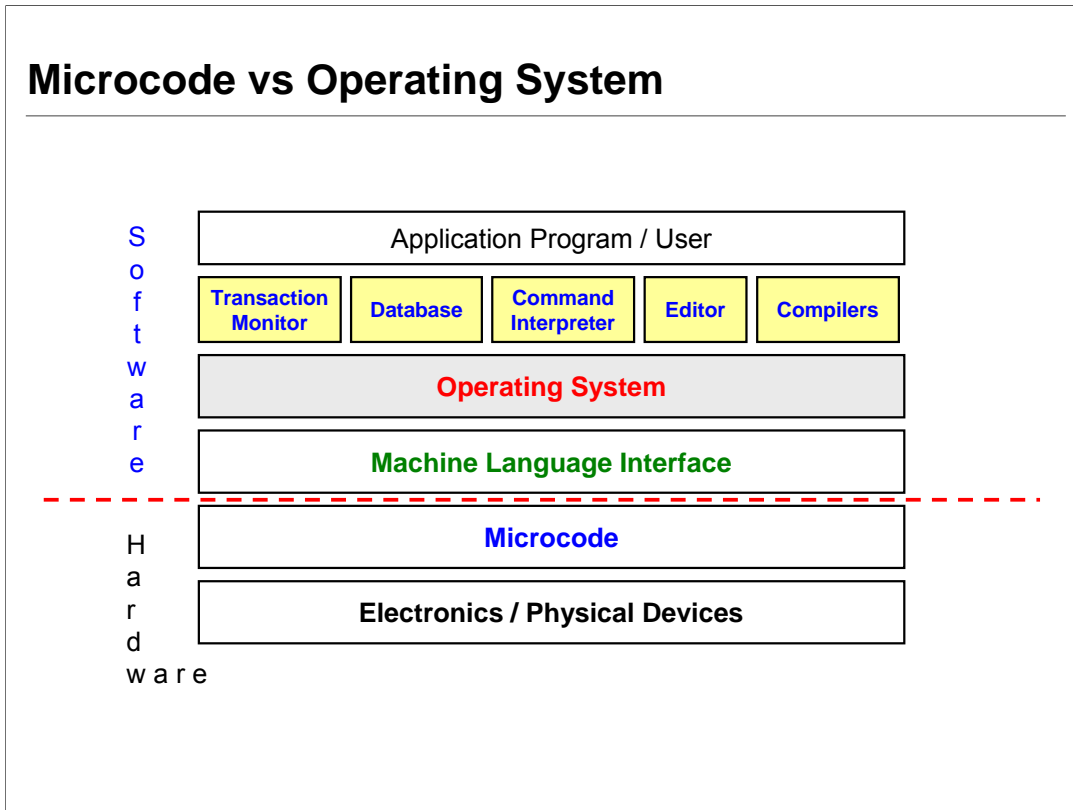 Microcode vs Operating System
S
o
f
t
w
a
r
e
Application Program / User
Transaction
Monitor
Database
Command
Interpreter
Editor
Compilers
Operating System
Machine Language Interface
H
a
r
d
w a r e
Microcode
Electronics / Physical Devices